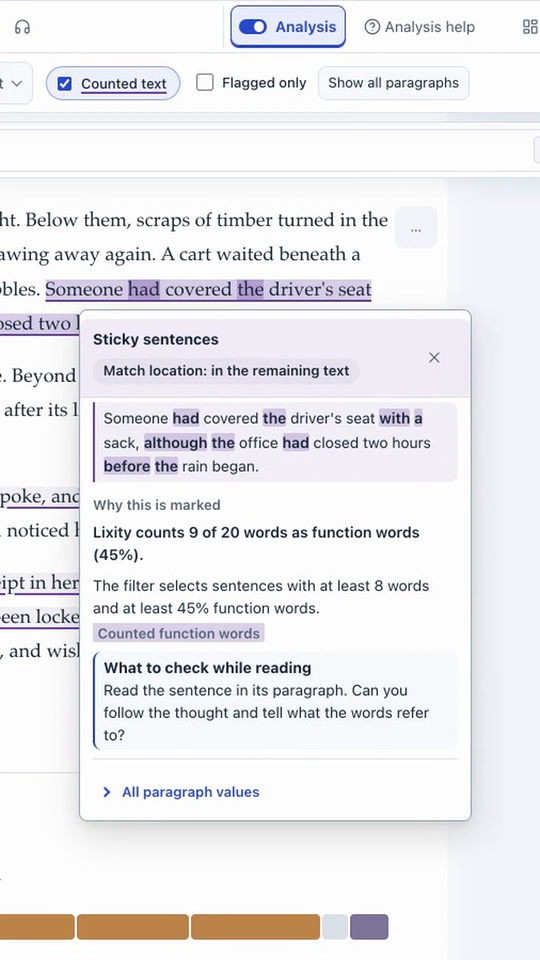 Analysis
Analysis help
t
Counted text
Flagged only
Show all paragraphs
ht. Below them, scraps of timber turned in the
...
awing away again. A cart waited beneath a
bles. Someone had covered the driver's seat
osed two
Sticky sentences
Match location: in the remaining text
e. Beyond
after its
Someone had covered the driver's seat with a
sack, although the office had closed two hours
before the rain began.
poke, and
Why this is marked
noticed
Lixity counts 9 of 20 words as function words
(45%).
ipt in her
The filter selects sentences with at least 8 words
and at least 45% function words.
een locke
Counted function words
, and wis
What to check while reading
Read the sentence in its paragraph. Can you
follow the thought and tell what the words refer
to?
All paragraph values